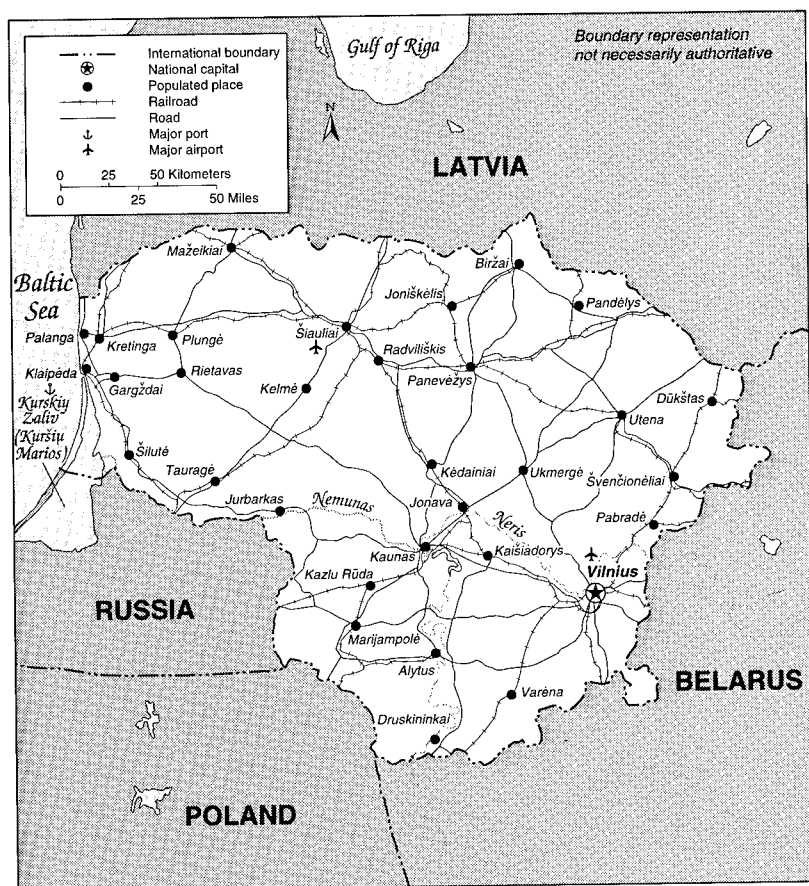 Gulf of Riga
Boundary representation
not necessarily authoritative
International boundary
National capital
Populated place
Railroad
Road
Major port
Major airport
0 25 50 Kilometers
0 25 50 Miles
N
LATVIA
Baltic
Sea
Mažeikiai
Biržai
Joniškėlis
Pandėlys
Palanga
Kretinga
Plungė
Šiauliai
Radviliškis
Panevėžys
Klaipėda
Gargždai
Rietavas
Kelmė
Dūkštas
Utena
Kurskiy
Zaliv
(Kuršių
Marios)
Šilutė
Tauragė
Kėdainiai
Ukmergė
Švenčionėliai
Jurbarkas
Nemunas
Jonava
Neris
Pabradė
Kaunas
Kaisiadorys
Vilnius
Kazlu Rūda
RUSSIA
Marijampolė
Alytus
BELARUS
Varėna
Druskininkai
POLAND